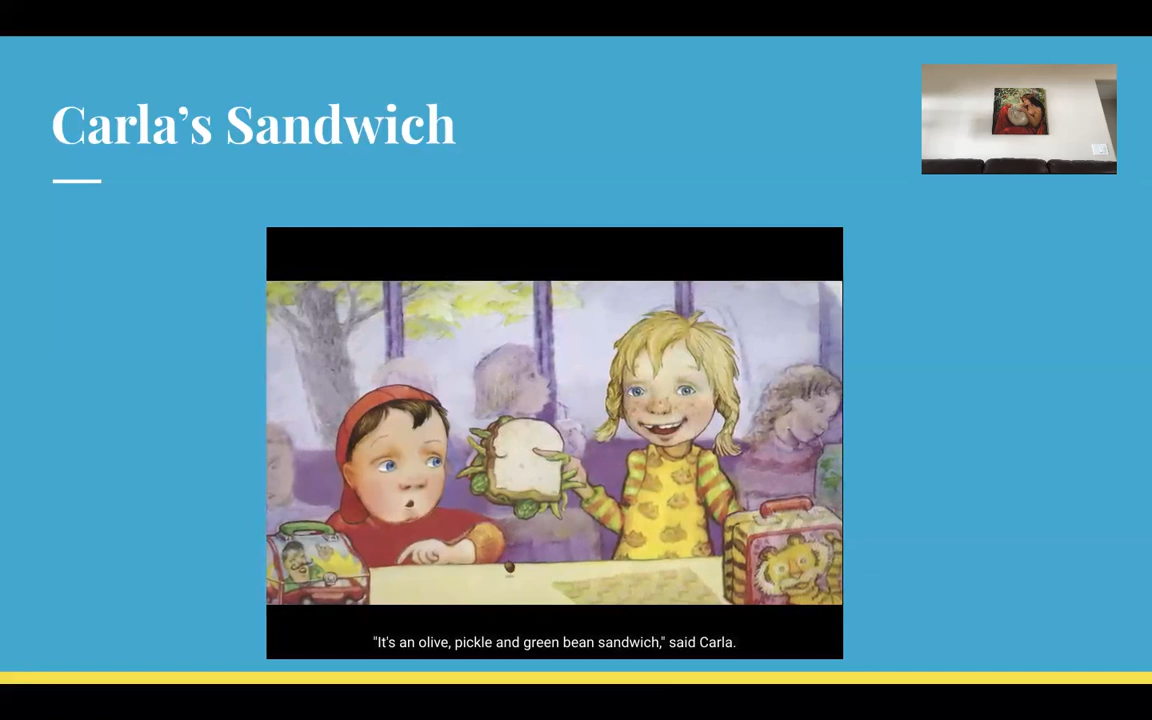 Carla's Sandwich
"It's an olive, pickle and green bean sandwich," said Carla.